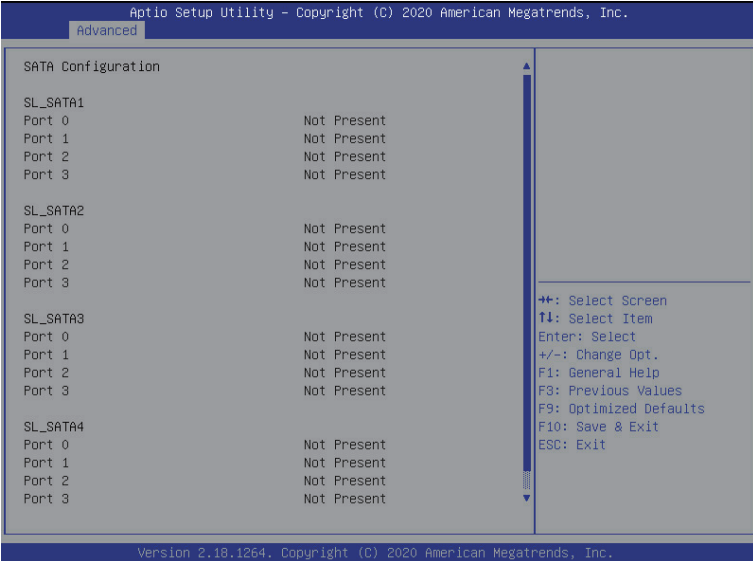 Aptio Setup Utility – Copyright (C) 2020 American Megatrends, Inc.
Advanced
SATA Configuration
SL_SATA1
Port 0 Not Present
Port 1 Not Present
Port 2 Not Present
Port 3 Not Present
SL_SATA2
Port 0 Not Present
Port 1 Not Present
Port 2 Not Present
Port 3 Not Present
SL_SATA3
Port 0 Not Present
Port 1 Not Present
Port 2 Not Present
Port 3 Not Present
SL_SATA4
Port 0 Not Present
Port 1 Not Present
Port 2 Not Present
Port 3 Not Present
→←: Select Screen
↑↓: Select Item
Enter: Select
+/-: Change Opt.
F1: General Help
F3: Previous Values
F9: Optimized Defaults
F10: Save & Exit
ESC: Exit
Version 2.18.1264. Copyright (C) 2020 American Megatrends, Inc.